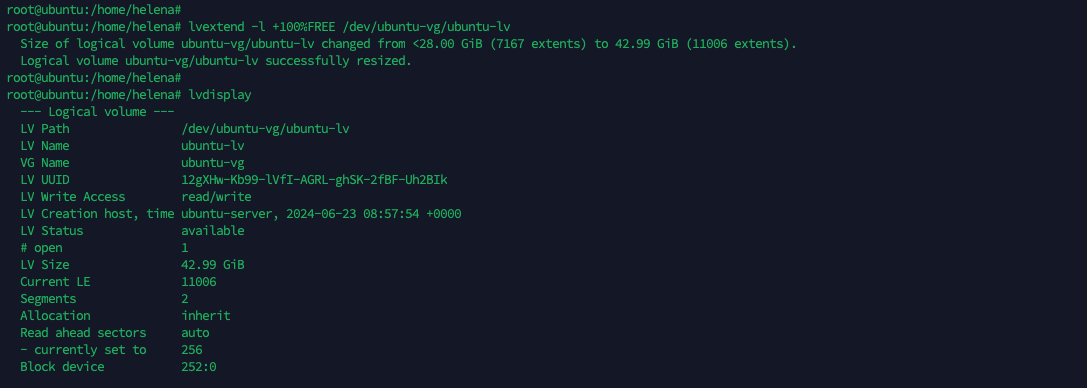 root@ubuntu:/home/helena#
root@ubuntu:/home/helena# lvextend -l +100%FREE /dev/ubuntu-vg/ubuntu-lv
  Size of logical volume ubuntu-vg/ubuntu-lv changed from <28.00 GiB (7167 extents) to 42.99 GiB (11006 extents).
  Logical volume ubuntu-vg/ubuntu-lv successfully resized.
root@ubuntu:/home/helena#
root@ubuntu:/home/helena# lvdisplay
  --- Logical volume ---
  LV Path                /dev/ubuntu-vg/ubuntu-lv
  LV Name                ubuntu-lv
  VG Name                ubuntu-vg
  LV UUID                12gXHw-Kb99-lVfI-AGRL-ghSK-2fBF-Uh2BIk
  LV Write Access        read/write
  LV Creation host, time ubuntu-server, 2024-06-23 08:57:54 +0000
  LV Status              available
  # open                 1
  LV Size                42.99 GiB
  Current LE             11006
  Segments               2
  Allocation             inherit
  Read ahead sectors     auto
  - currently set to     256
  Block device           252:0